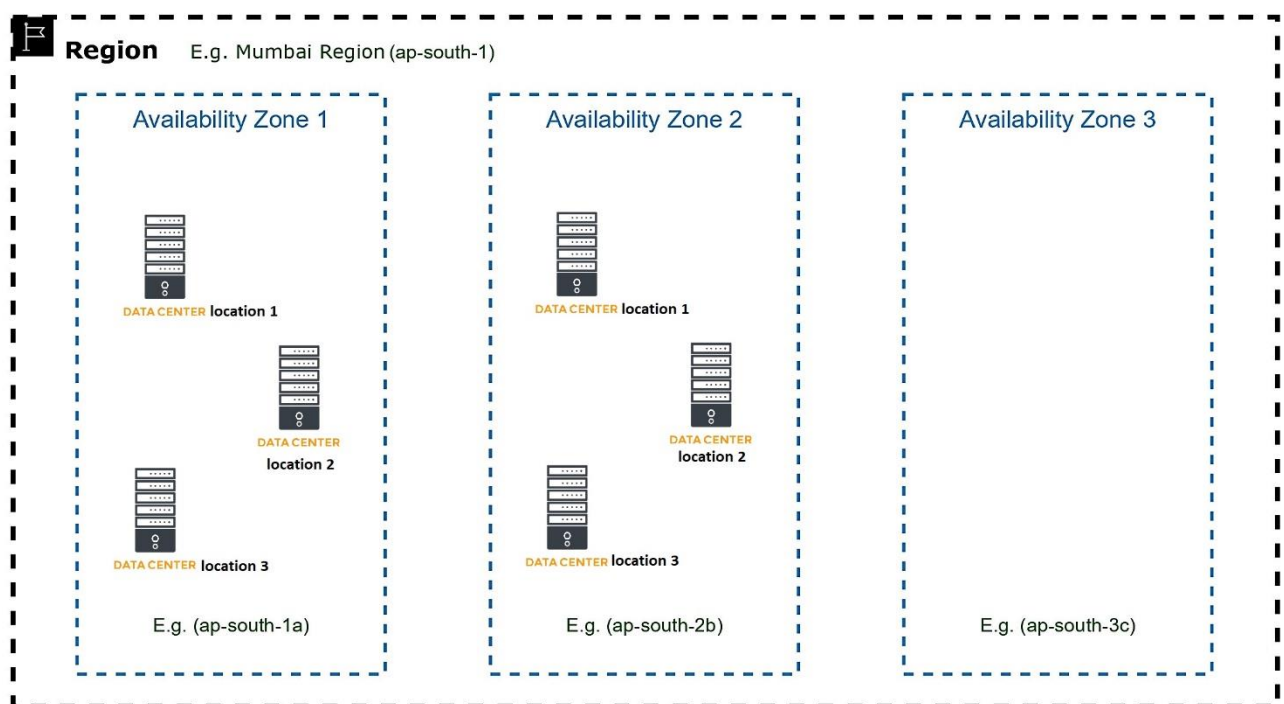 Region E.g. Mumbai Region (ap-south-1)
Availability Zone 1
DATA CENTER location 1
DATA CENTER
location 2
DATA CENTER location 3
E.g. (ap-south-1a)
Availability Zone 2
DATA CENTER location 1
DATA CENTER
location 2
DATA CENTER location 3
E.g. (ap-south-2b)
Availability Zone 3
E.g. (ap-south-3c)